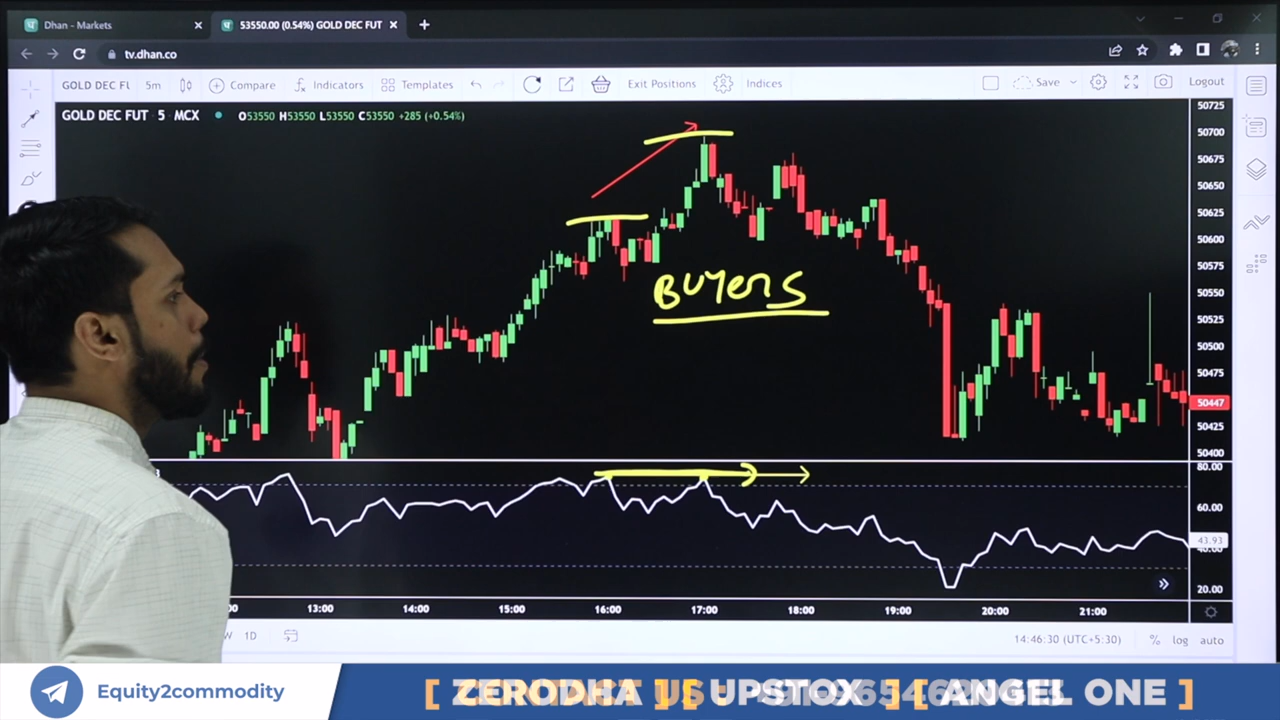 Dhan - Markets
53550.00 (0.54%) GOLD DEC FUT
tv.dhan.co
GOLD DEC FU 5m Compare Indicators Templates Exit Positions Indices Save Logout
GOLD DEC FUT · 5 · MCX O53550 H53550 L53550 C53550 +285 (+0.54%)
50725
50700
50675
50650
50625
50600
50575
50550
50525
50500
50475
50447
50425
50400
BUYERS
80.00
60.00
43.93
40.00
20.00
:00 13:00 14:00 15:00 16:00 17:00 18:00 19:00 20:00 21:00
1D 14:46:30 (UTC+5:30) % log auto
Equity2commodity
[ ZERODHA ] [ UPSTOX ] [ ANGEL ONE ]